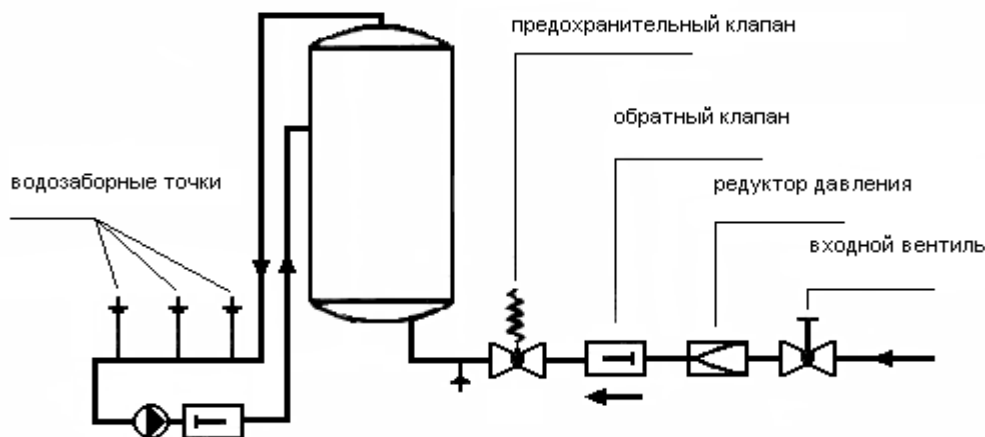 предохранительный клапан
обратный клапан
водозаборные точки
редуктор давления
входной вентиль